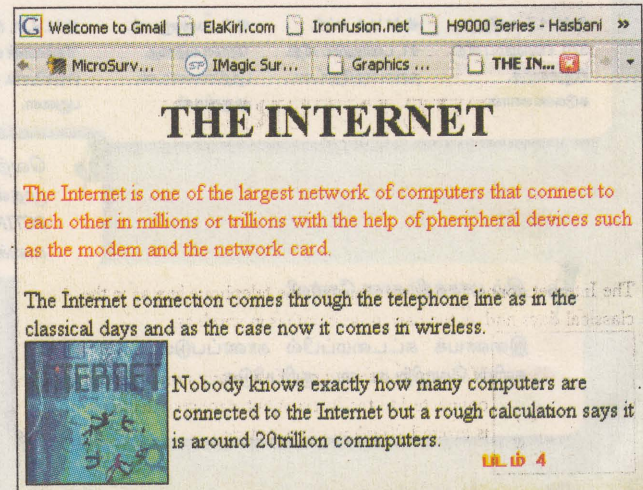 Welcome to Gmail ElaKiri.com Ironfusion.net H9000 Series - Hasbani »
MicroSurv... IMagic Sur... Graphics ... THE IN...
THE INTERNET
The Internet is one of the largest network of computers that connect to
each other in millions or trillions with the help of pheripheral devices such
as the modem and the network card.
The Internet connection comes through the telephone line as in the
classical days and as the case now it comes in wireless.
INTERNET
Nobody knows exactly how many computers are
connected to the Internet but a rough calculation says it
is around 20trillion commputers.
படம் 4